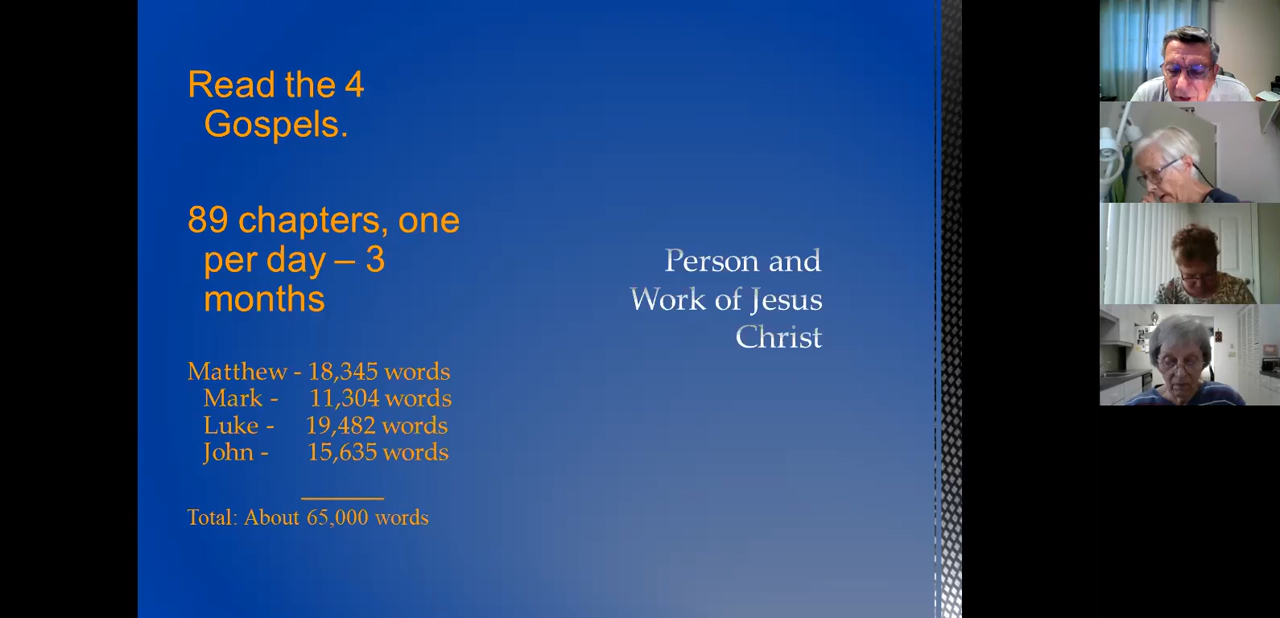 Read the 4
Gospels.
89 chapters, one
per day – 3
months
Matthew - 18,345 words
Mark - 11,304 words
Luke - 19,482 words
John - 15,635 words
Total: About 65,000 words
Person and
Work of Jesus
Christ